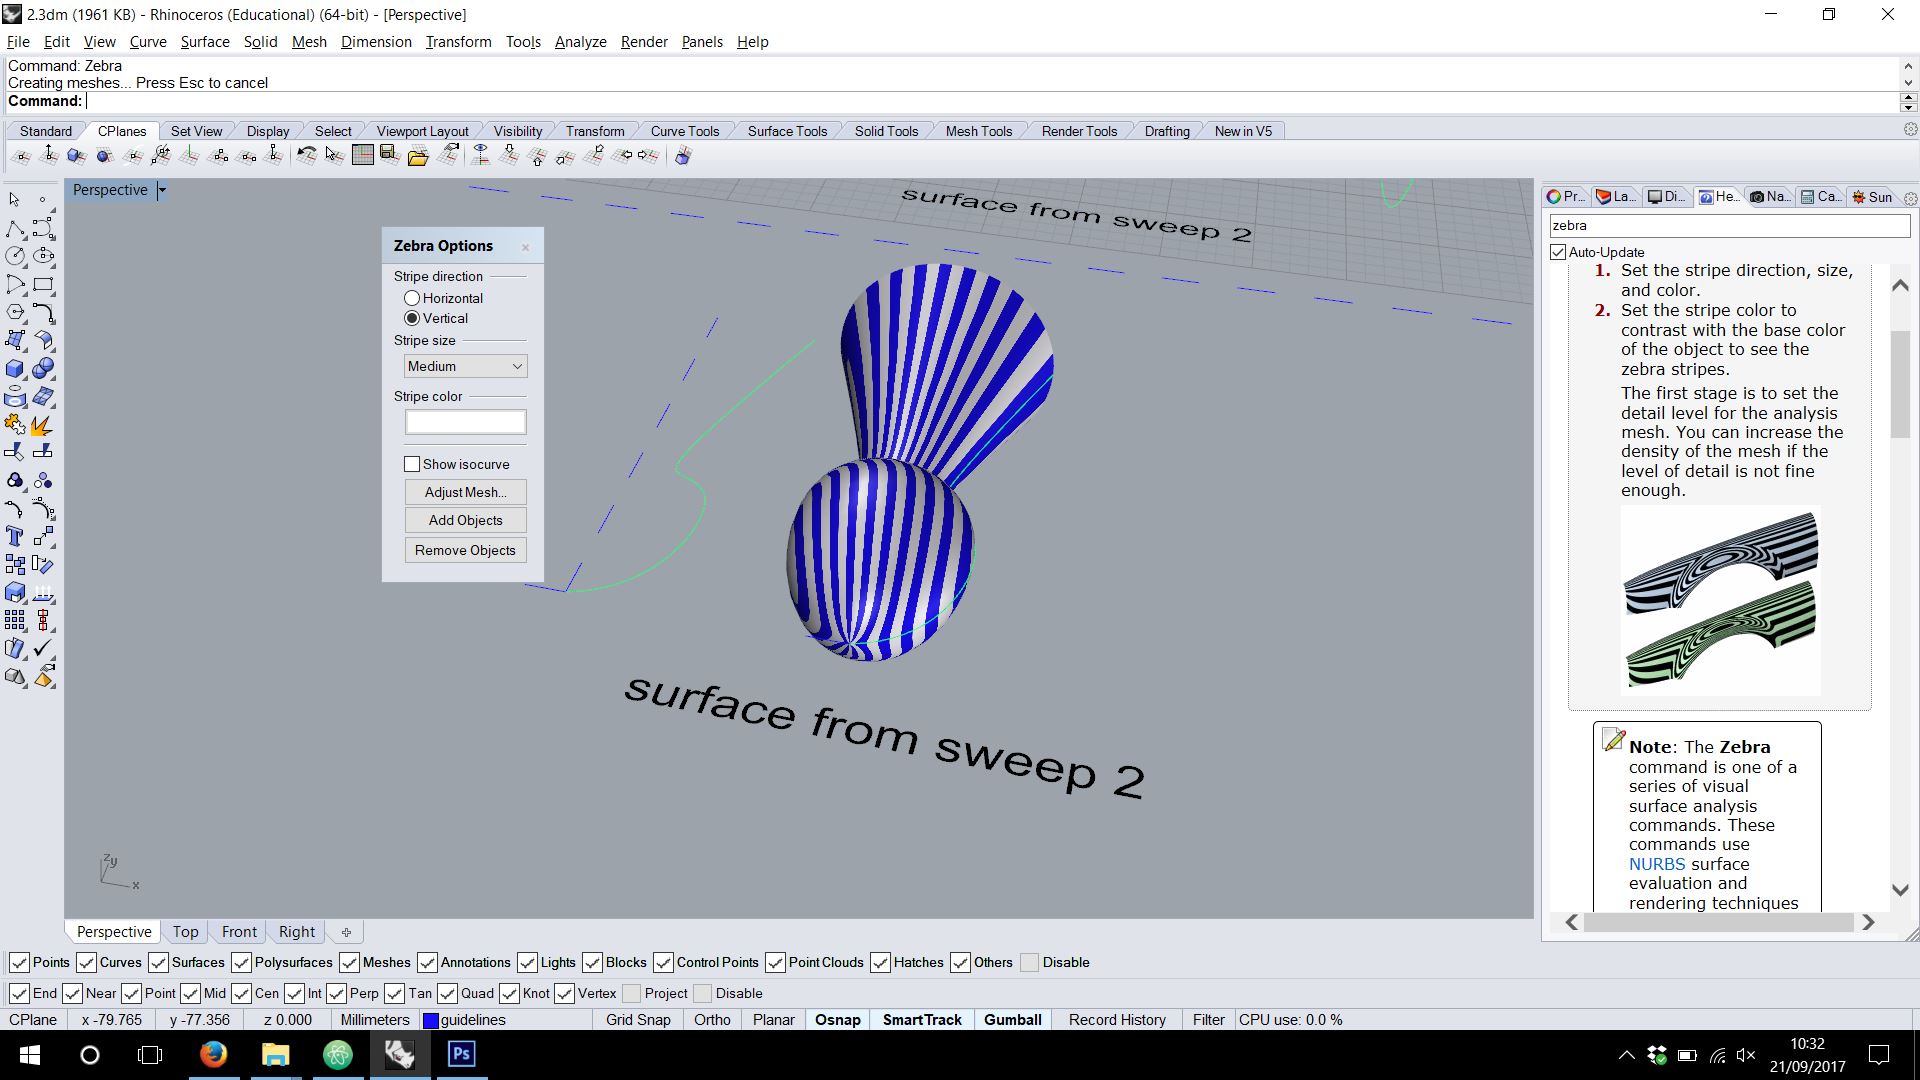 2.3dm (1961 KB) - Rhinoceros (Educational) (64-bit) - [Perspective]
File Edit View Curve Surface Solid Mesh Dimension Transform Tools Analyze Render Panels Help
Command: Zebra
Creating meshes... Press Esc to cancel
Command:
Standard CPlanes Set View Display Select Viewport Layout Visibility Transform Curve Tools Surface Tools Solid Tools Mesh Tools Render Tools Drafting New in V5
Perspective
surface from sweep 2
Zebra Options
Stripe direction
Horizontal
Vertical
Stripe size
Medium
Stripe color
Show isocurve
Adjust Mesh...
Add Objects
Remove Objects
surface from sweep 2
z y x
Pr... La... Di... He... Na... Ca... Sun
zebra
Auto-Update
1. Set the stripe direction, size,
and color.
2. Set the stripe color to
contrast with the base color
of the object to see the
zebra stripes.
The first stage is to set the
detail level for the analysis
mesh. You can increase the
density of the mesh if the
level of detail is not fine
enough.
Note: The Zebra
command is one of a
series of visual
surface analysis
commands. These
commands use
NURBS surface
evaluation and
rendering techniques
Perspective Top Front Right
Points Curves Surfaces Polysurfaces Meshes Annotations Lights Blocks Control Points Point Clouds Hatches Others Disable
End Near Point Mid Cen Int Perp Tan Quad Knot Vertex Project Disable
CPlane x -79.765 y -77.356 z 0.000 Millimeters guidelines Grid Snap Ortho Planar Osnap SmartTrack Gumball Record History Filter CPU use: 0.0 %
Ps
10:32
21/09/2017